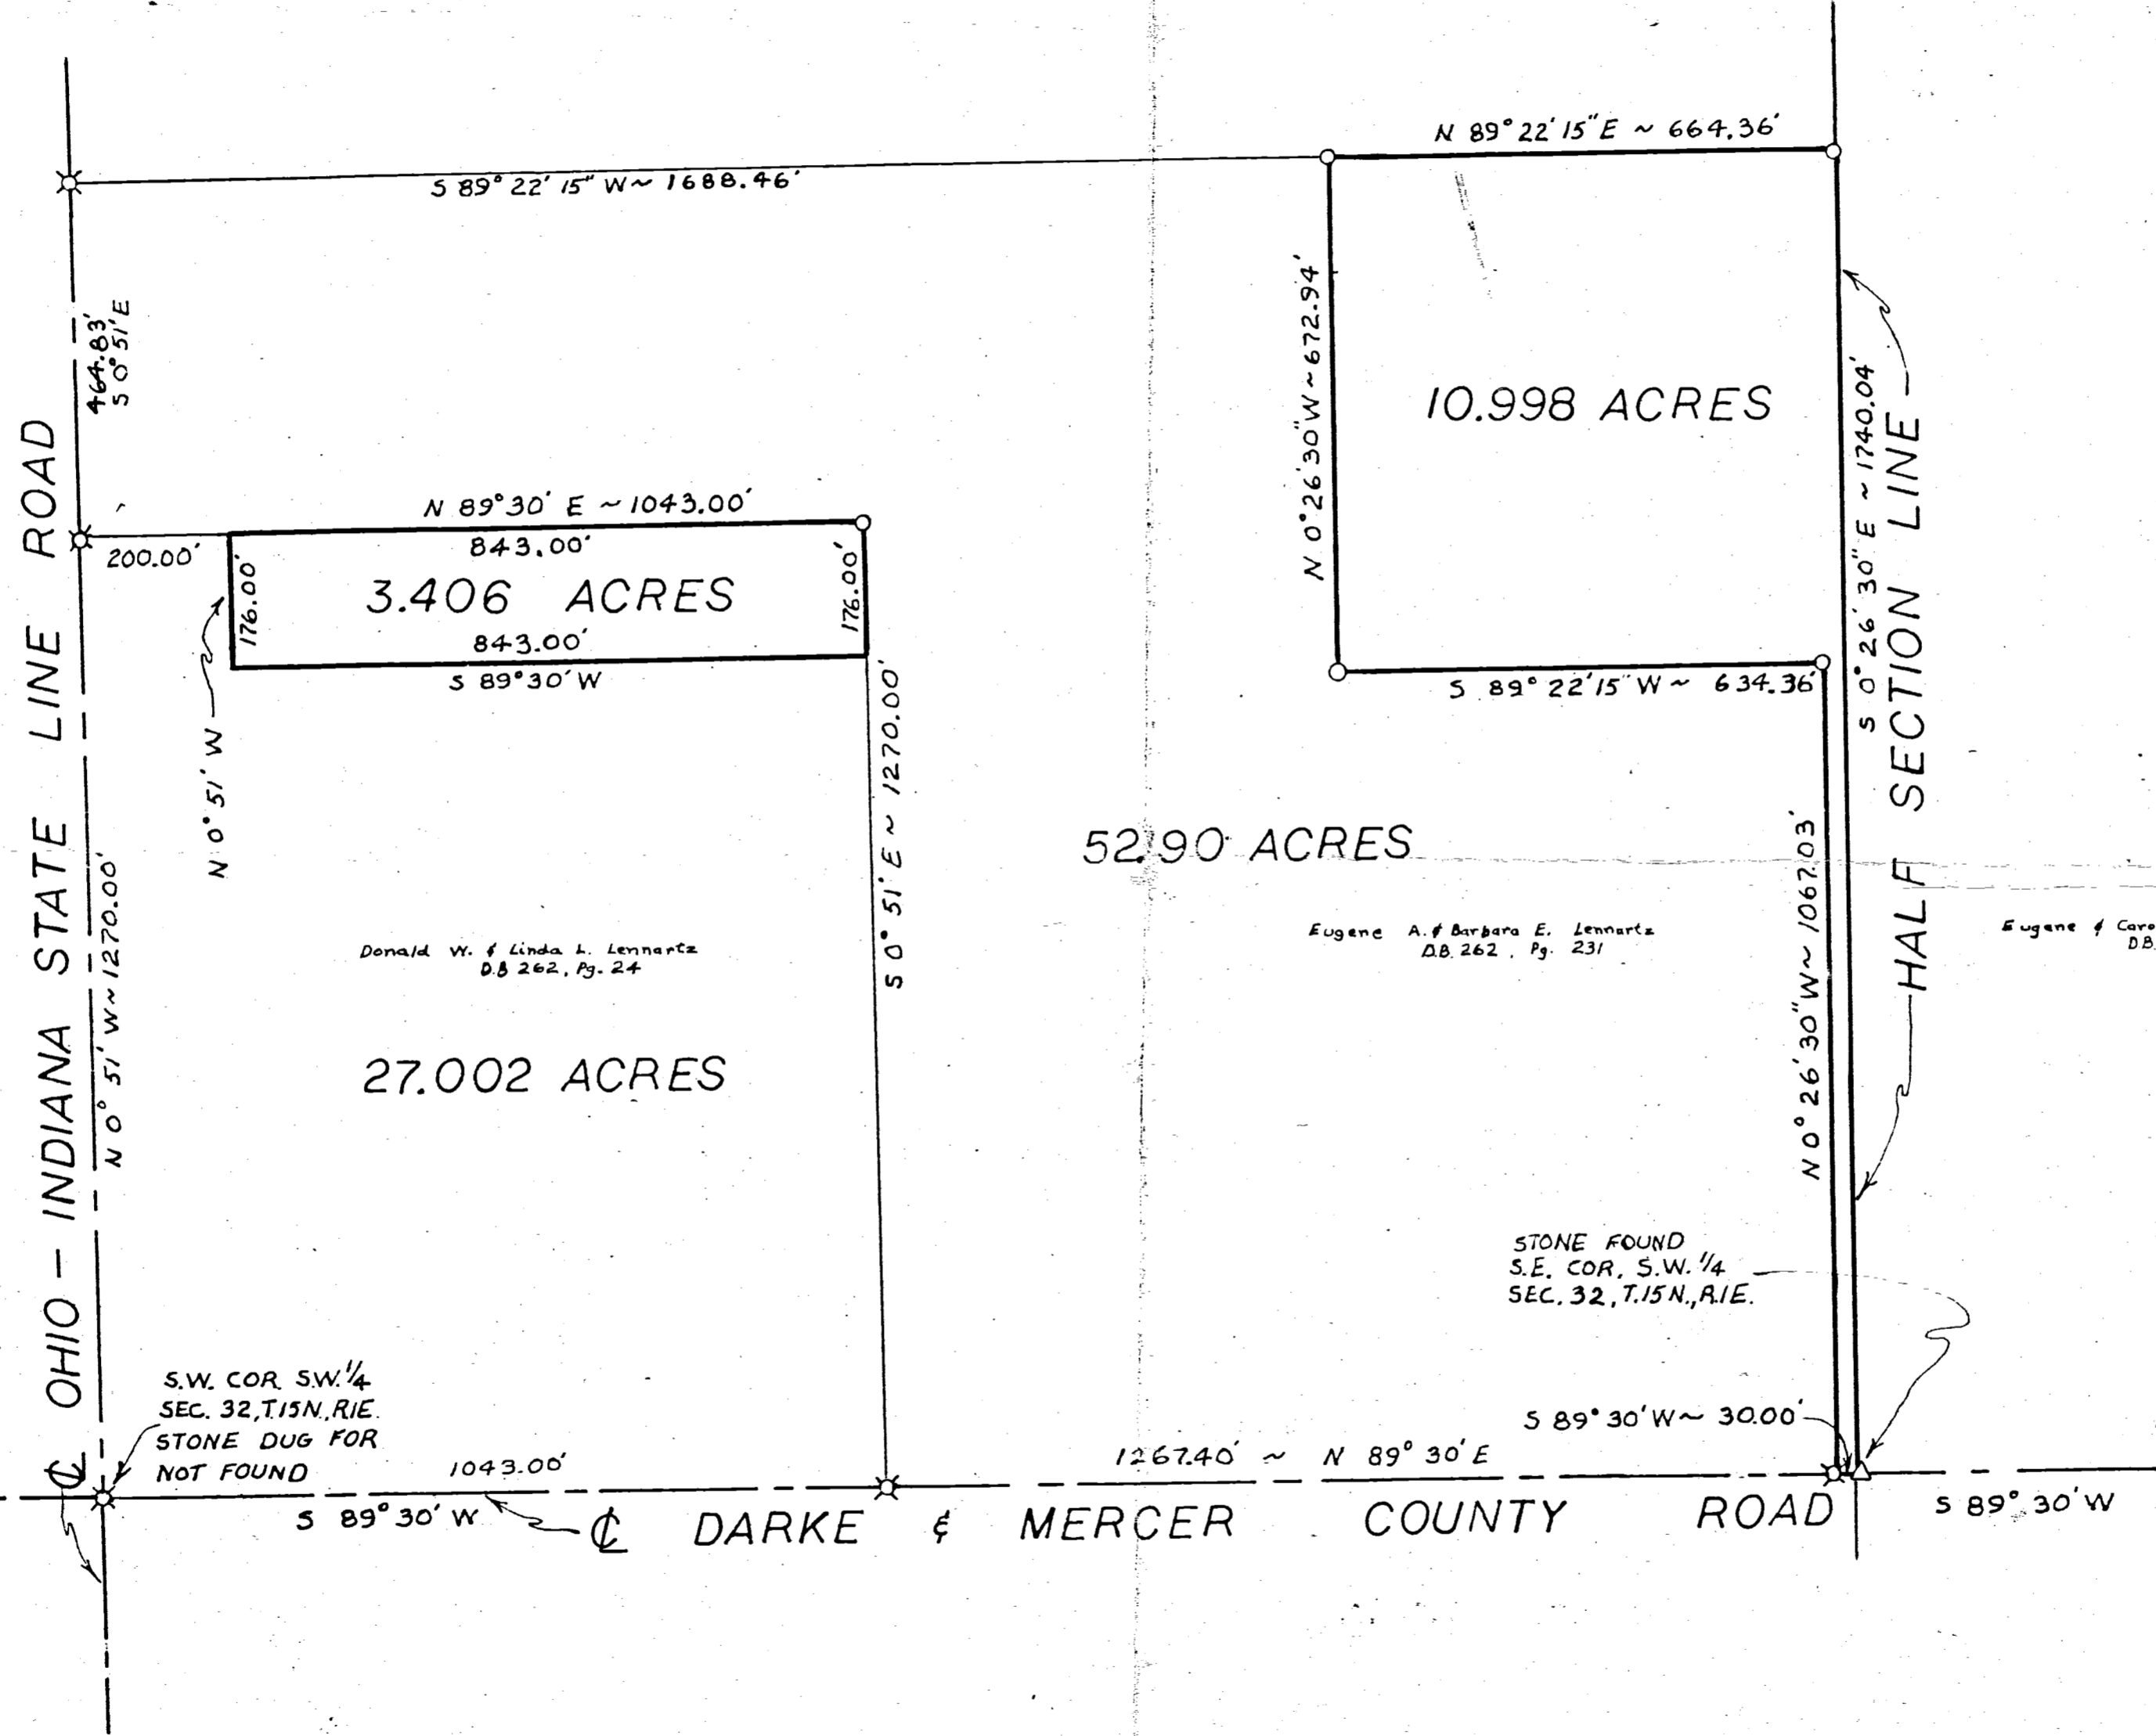 N 89° 22' 15" E ~ 664.36'
S 89° 22' 15" W ~ 1688.46'
464.83'
S 0° 51' E
N 0° 26' 30" W ~ 672.94'
10.998 ACRES
S 0° 26' 30" E ~ 1740.04'
HALF SECTION LINE
N 89° 30' E ~ 1043.00'
200.00'
843.00'
176.00'
3.406 ACRES
176.00'
843.00'
S 89° 30' W
N 0° 51' W
S 89° 22' 15" W ~ 634.36'
S 0° 51' E ~ 1270.00'
52.90 ACRES
N 0° 26' 30" W ~ 1067.03'
Eugene A. & Barbara E. Lennartz
D.B. 262, Pg. 231
Eugene & Caro
D.B.
Donald W. & Linda L. Lennartz
D.B 262, Pg. 24
27.002 ACRES
N 0° 51' W ~ 1270.00'
℄ OHIO - INDIANA STATE LINE ROAD
STONE FOUND
S.E. COR. S.W. 1/4
SEC. 32, T.15N., R.1E.
S.W. COR. S.W. 1/4
SEC. 32, T.15N., R.1E.
STONE DUG FOR
NOT FOUND
S 89° 30' W ~ 30.00'
1043.00'
1267.40' ~ N 89° 30' E
S 89° 30' W
℄ DARKE & MERCER COUNTY ROAD
S 89° 30' W